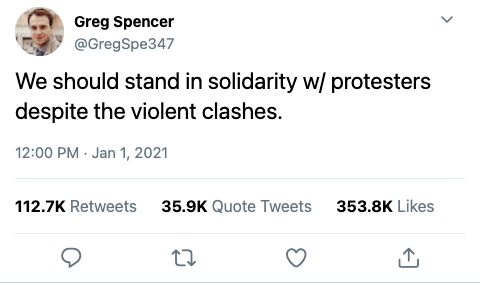 Greg Spencer
@GregSpe347
We should stand in solidarity w/ protesters
despite the violent clashes.
12:00 PM · Jan 1, 2021
112.7K Retweets 35.9K Quote Tweets 353.8K Likes